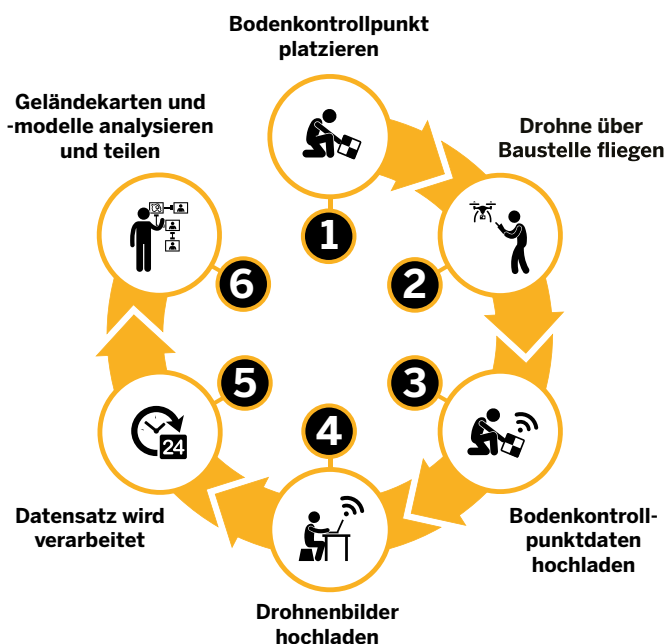 Bodenkontrollpunkt
platzieren
1
Drohne über
Baustelle fliegen
2
3
Bodenkontroll-
punktdaten
hochladen
4
Drohnenbilder
hochladen
5
24
Datensatz wird
verarbeitet
6
Geländekarten und
-modelle analysieren
und teilen